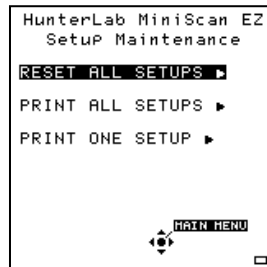 HunterLab MiniScan EZ
Setup Maintenance
RESET ALL SETUPS ▶
PRINT ALL SETUPS ▶
PRINT ONE SETUP ▶
MAIN MENU